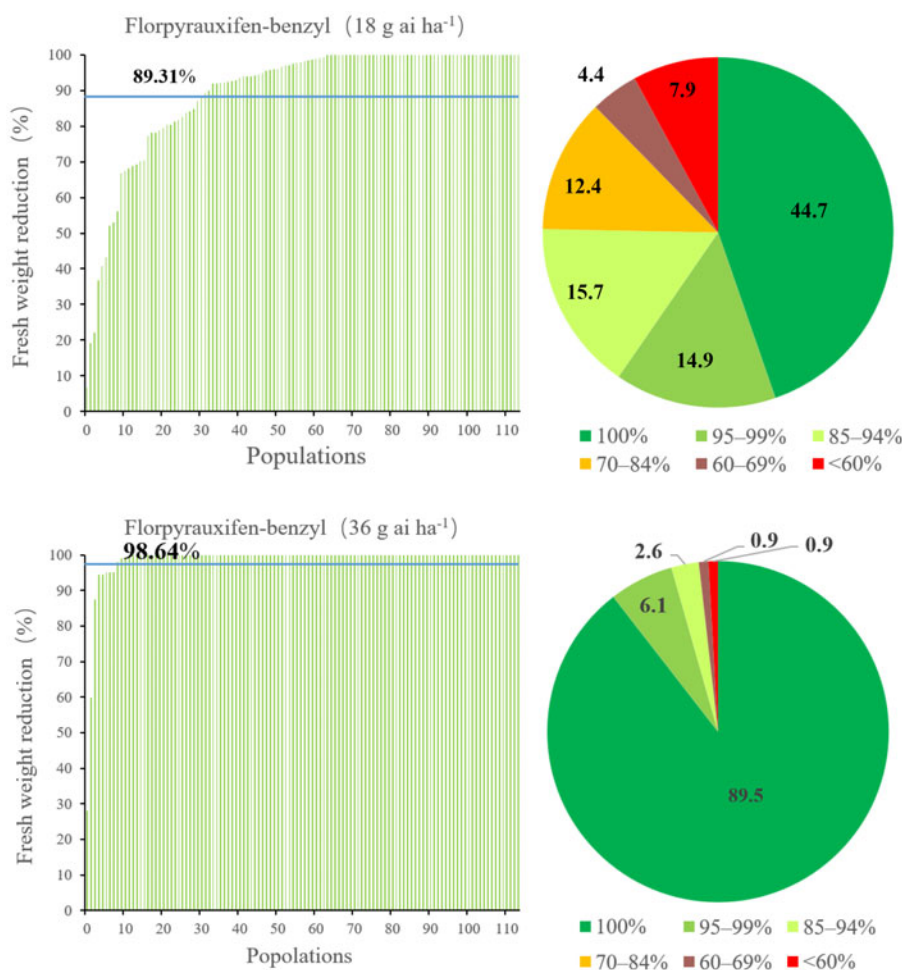 Florpyrauxifen-benzyl (18 g ai ha-1)
Fresh weight reduction (%)
100
90
80
70
60
50
40
30
20
10
0
89.31%
0 10 20 30 40 50 60 70 80 90 100 110
Populations
4.4
7.9
12.4
44.7
15.7
14.9
100% 95–99% 85–94%
70–84% 60–69% <60%
Florpyrauxifen-benzyl (36 g ai ha-1)
Fresh weight reduction (%)
98.64%
100
90
80
70
60
50
40
30
20
10
0
0 10 20 30 40 50 60 70 80 90 100 110
Popolations
2.6
0.9
0.9
6.1
89.5
100% 95–99% 85–94%
70–84% 60–69% <60%